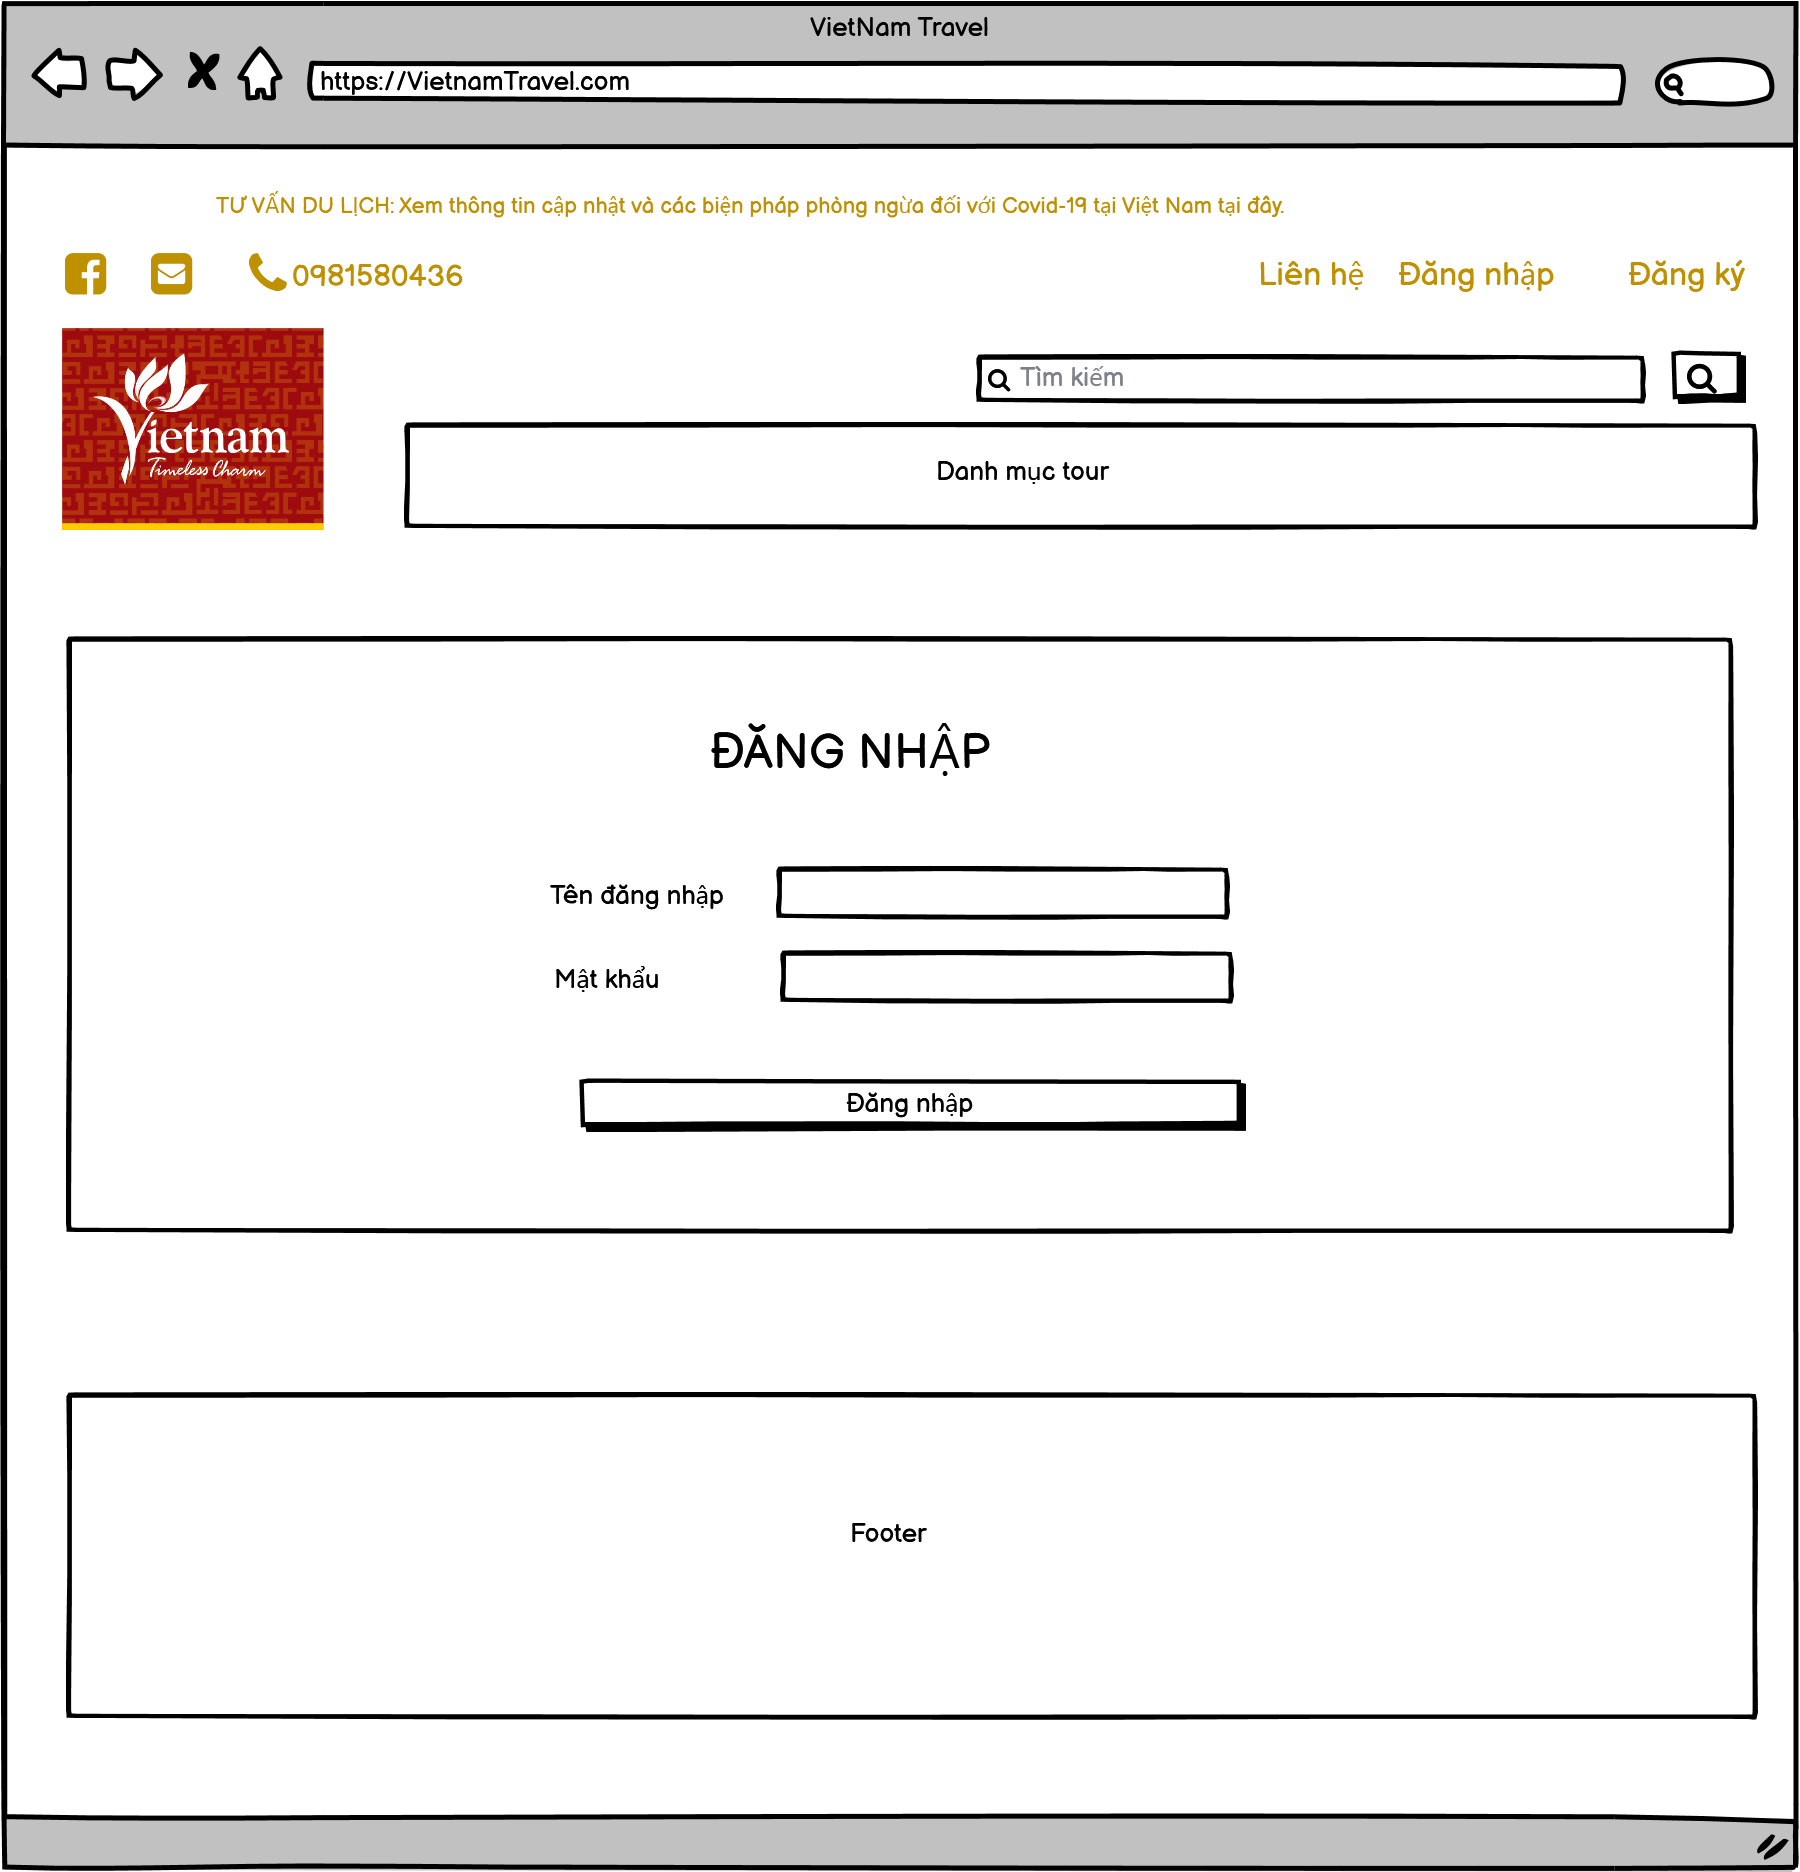 VietNam Travel
https://VietnamTravel.com
TƯ VẤN DU LỊCH: Xem thông tin cập nhật và các biện pháp phòng ngừa đối với Covid-19 tại Việt Nam tại đây.
0981580436
Liên hệ
Đăng nhập
Đăng ký
Vietnam
Timeless Charm
Tìm kiếm
Danh mục tour
ĐĂNG NHẬP
Tên đăng nhập
Mật khẩu
Đăng nhập
Footer